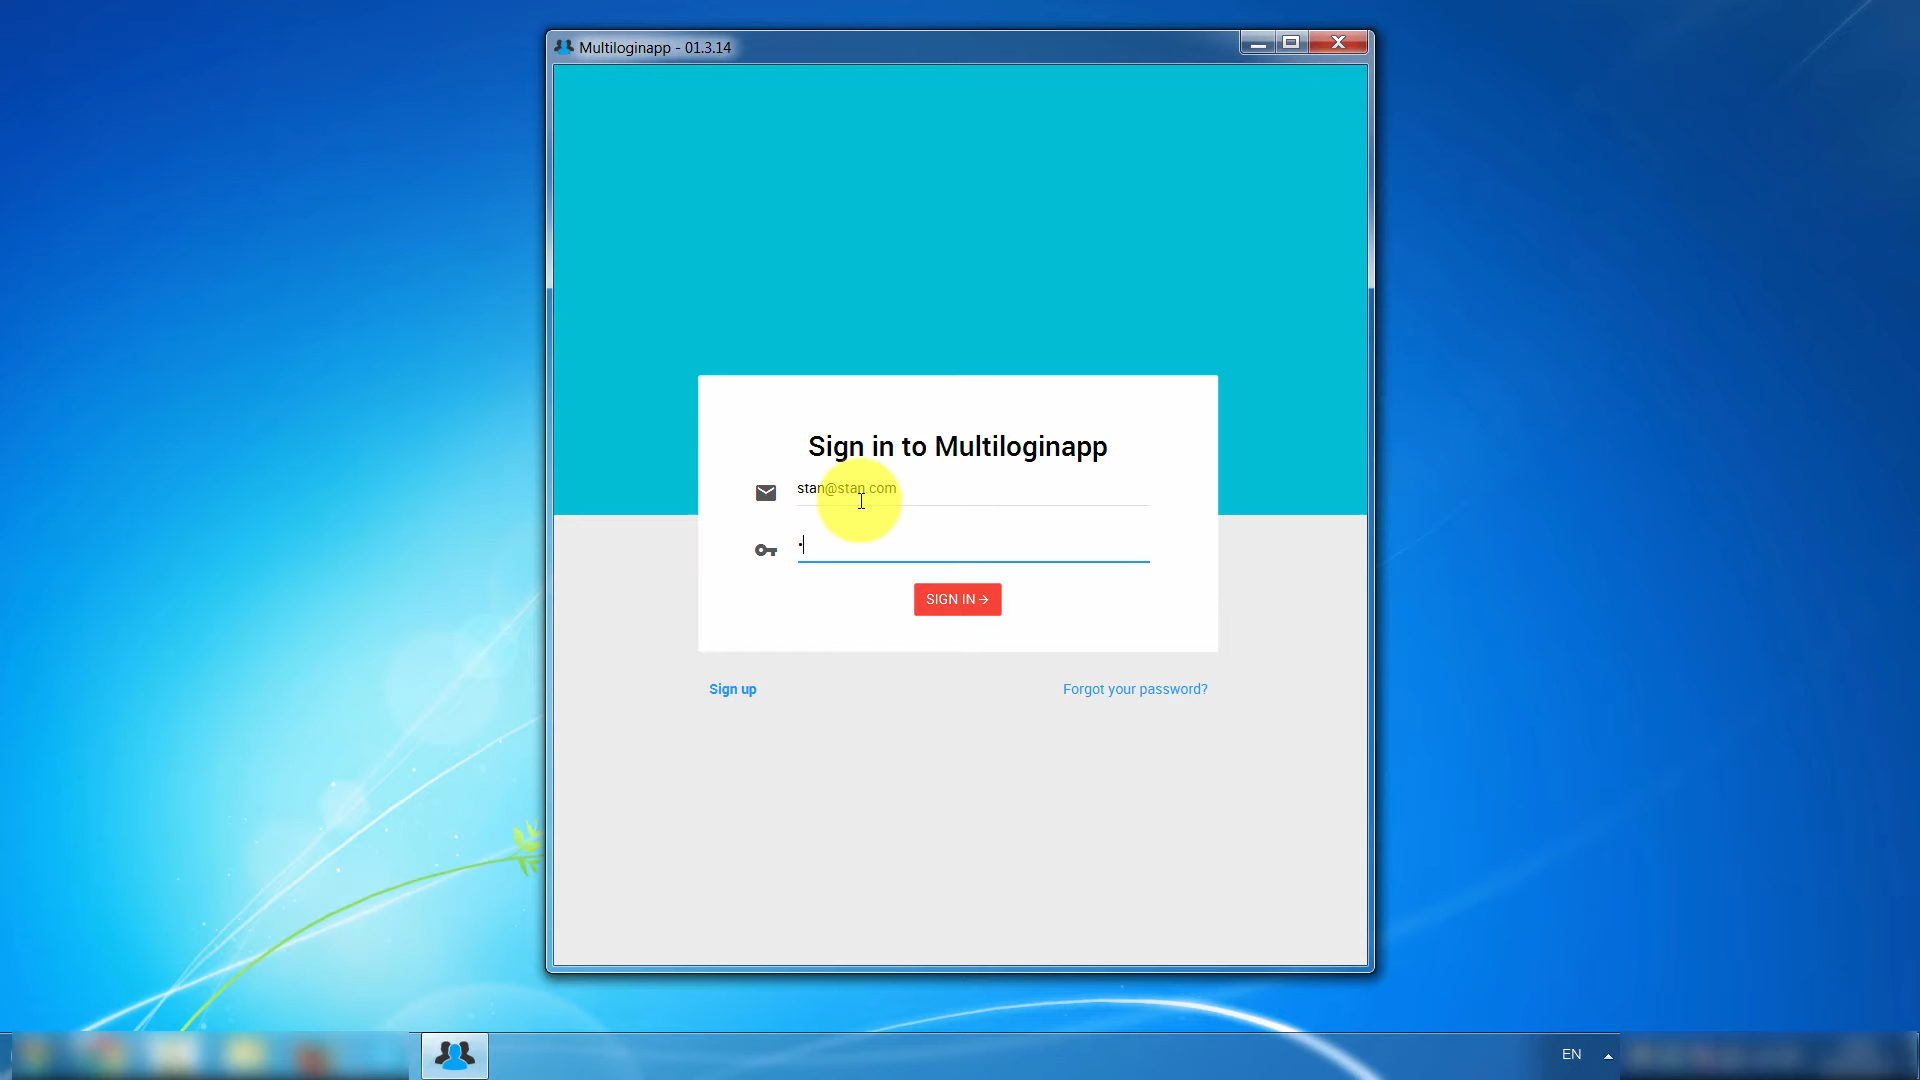 Multiloginapp - 01.3.14
Sign in to Multiloginapp
stan@stan.com
SIGN IN →
Sign up
Forgot your password?
EN